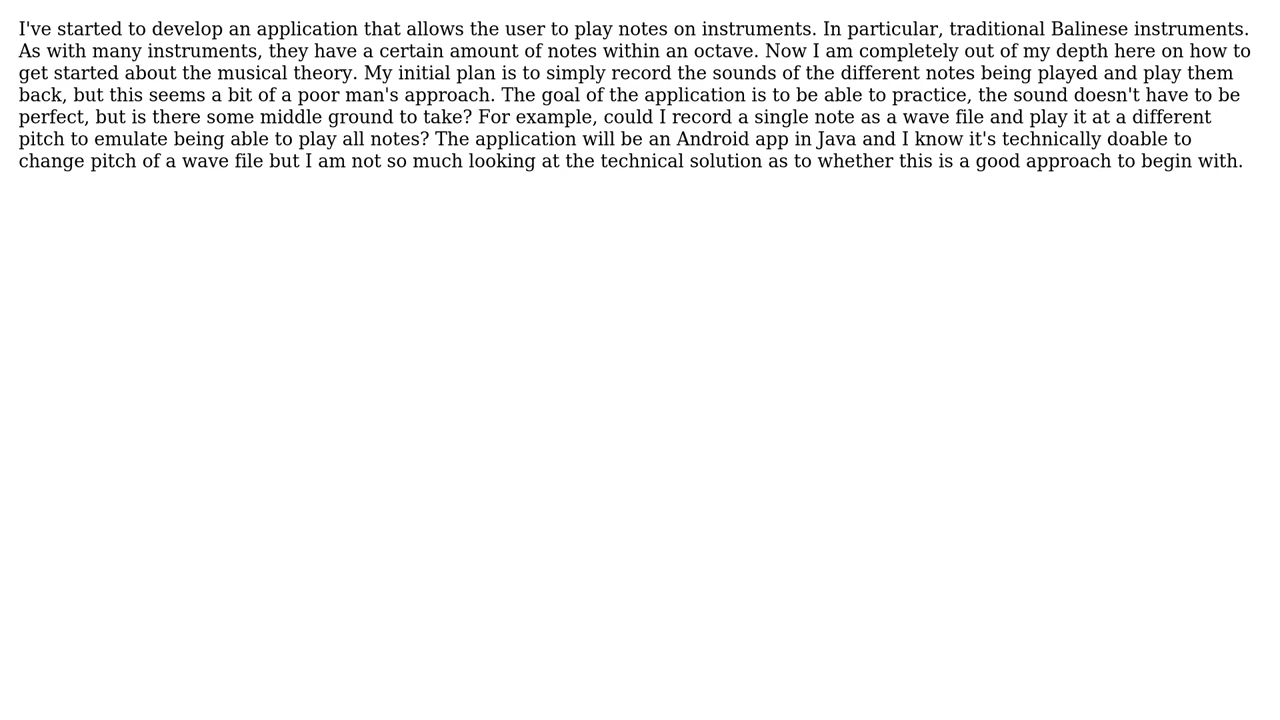 I've started to develop an application that allows the user to play notes on instruments. In particular, traditional Balinese instruments.
As with many instruments, they have a certain amount of notes within an octave. Now I am completely out of my depth here on how to
get started about the musical theory. My initial plan is to simply record the sounds of the different notes being played and play them
back, but this seems a bit of a poor man's approach. The goal of the application is to be able to practice, the sound doesn't have to be
perfect, but is there some middle ground to take? For example, could I record a single note as a wave file and play it at a different
pitch to emulate being able to play all notes? The application will be an Android app in Java and I know it's technically doable to
change pitch of a wave file but I am not so much looking at the technical solution as to whether this is a good approach to begin with.